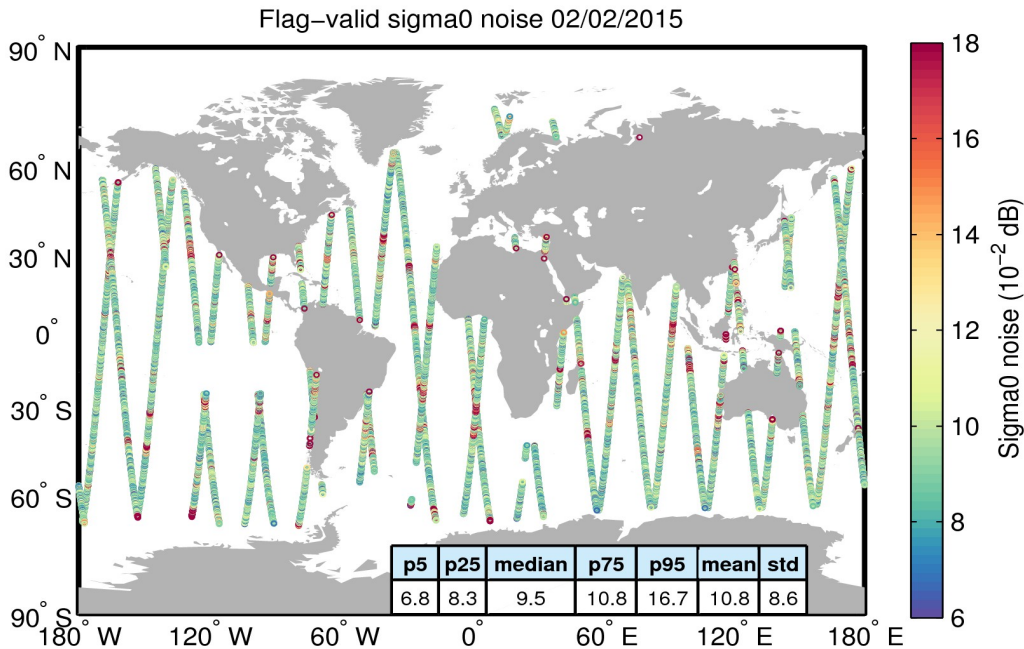 Flag−valid sigma0 noise 02/02/2015
90° N
60° N
30° N
0°
30° S
60° S
90° S
180° W 120° W 60° W 0° 60° E 120° E 180° E
p5 p25 median p75 p95 mean std
6.8 8.3 9.5 10.8 16.7 10.8 8.6
18
16
14
12
10
8
6
Sigma0 noise (10⁻² dB)